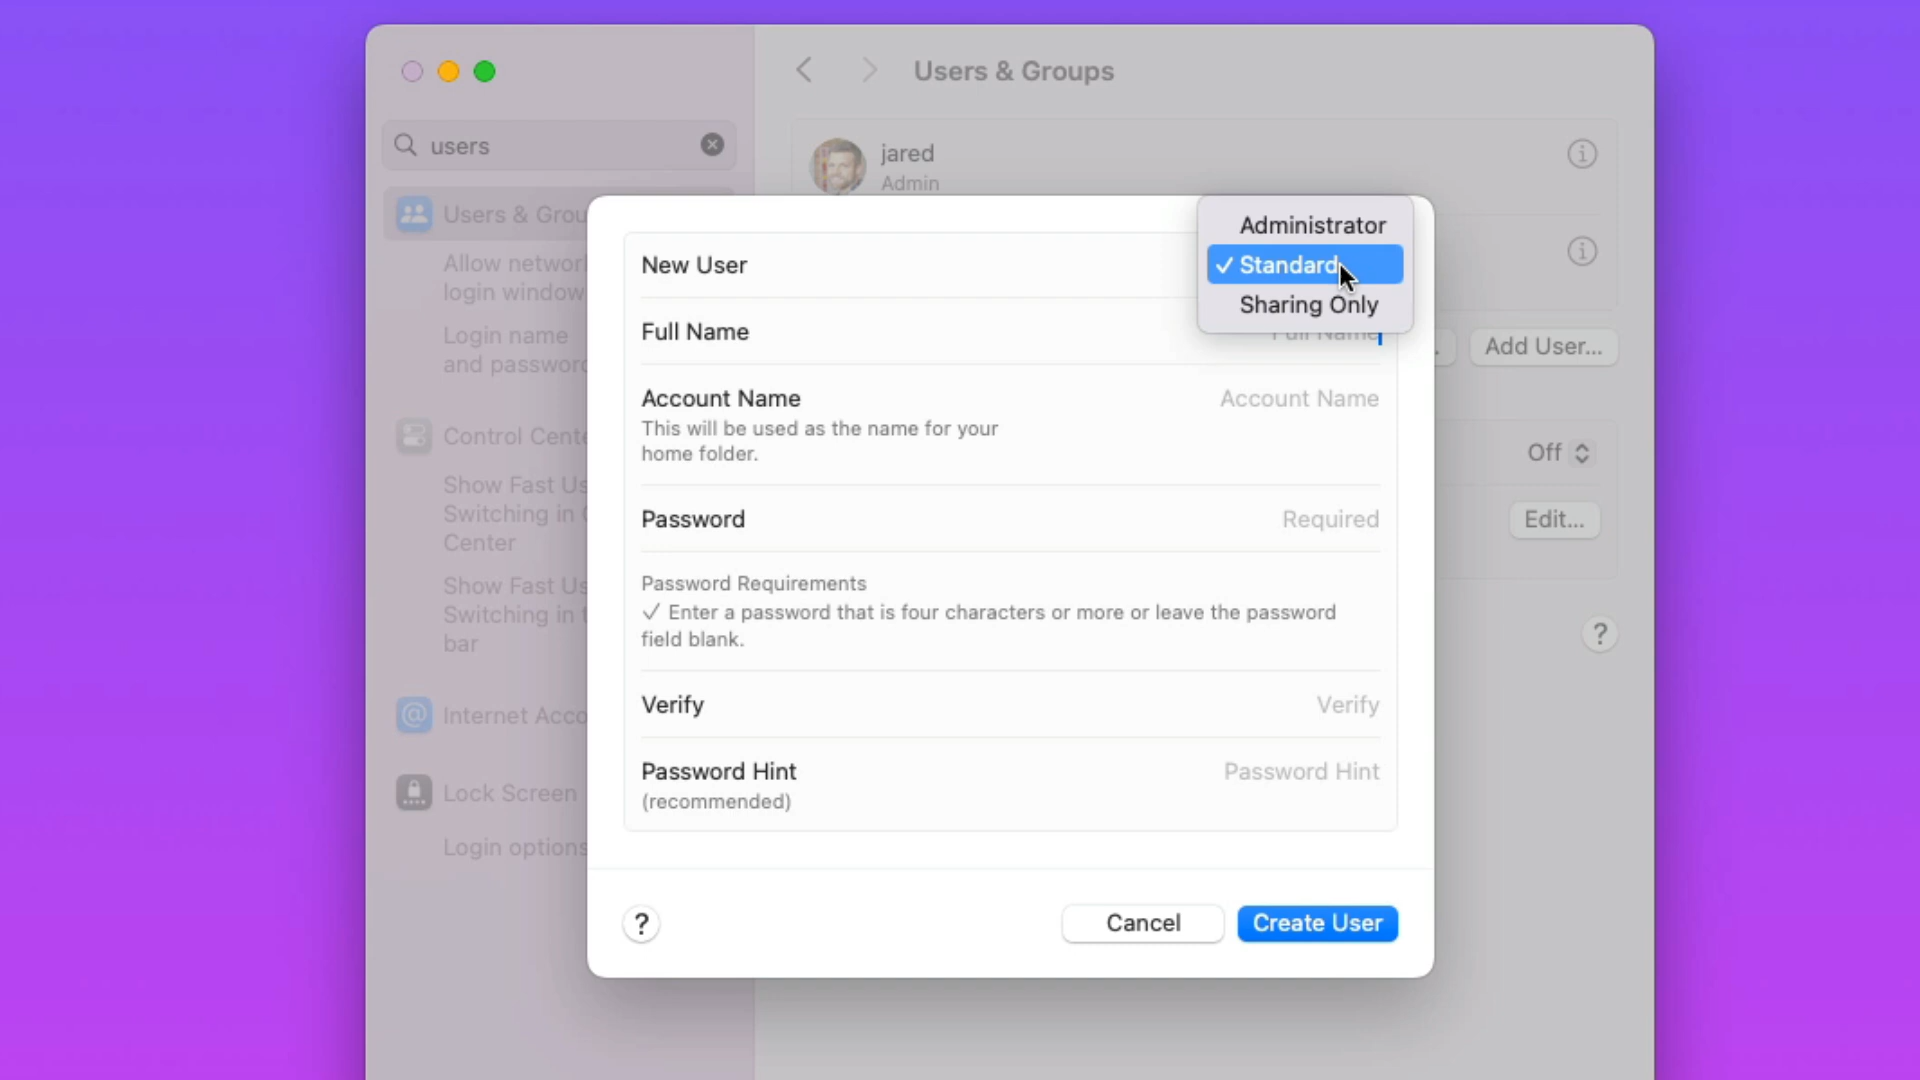 Users & Groups
users
jared
Admin
Users & Grou
Allow networ
login window
Login name
and password
Control Cente
Show Fast Us
Switching in C
Center
Show Fast Us
Switching in t
bar
Internet Acco
Lock Screen
Login options
Administrator
✓ Standard
Sharing Only
New User
Full Name
Full Name
Account Name
Account Name
This will be used as the name for your
home folder.
Password
Required
Password Requirements
✓ Enter a password that is four characters or more or leave the password
field blank.
Verify
Verify
Password Hint
Password Hint
(recommended)
?
Cancel
Create User
Add User...
Off
Edit...
?